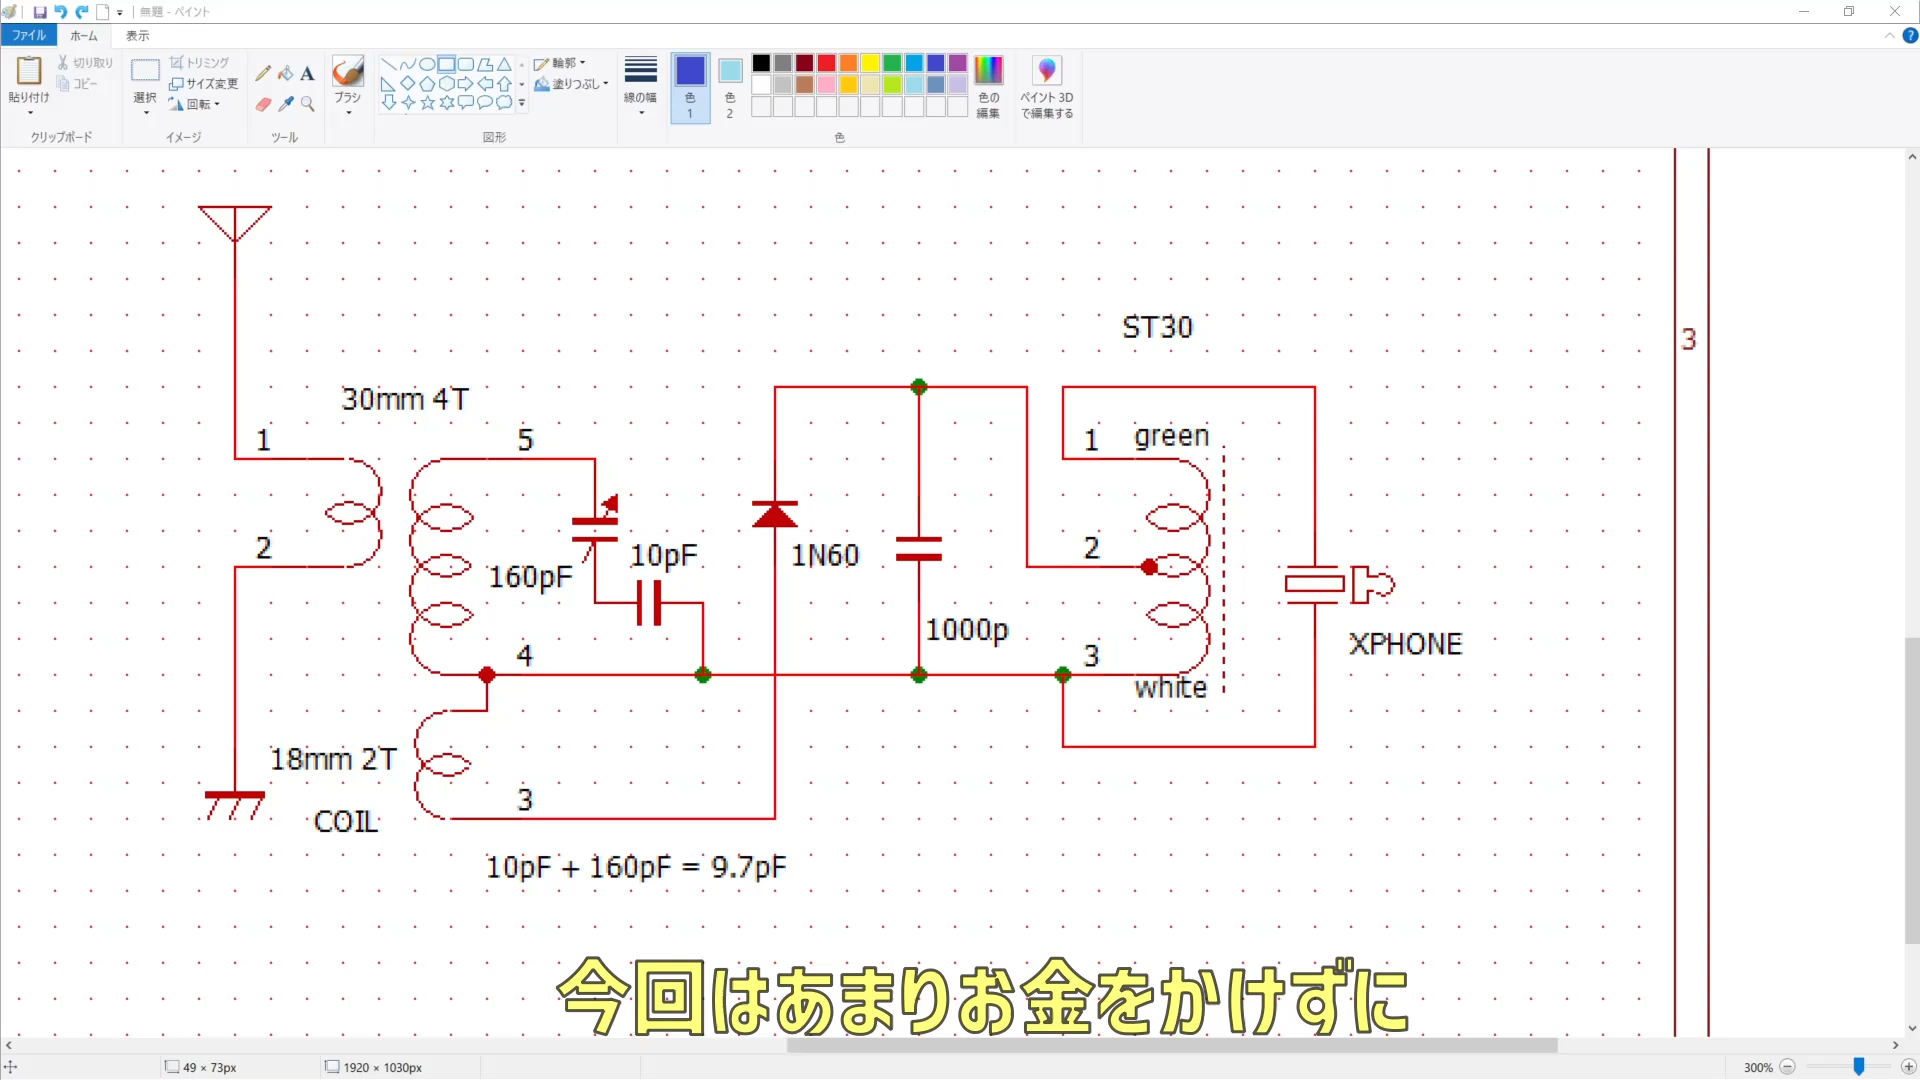 無題 - ペイント
ファイル
ホーム
表示
貼り付け
切り取り
コピー
クリップボード
選択
トリミング
サイズ変更
回転
イメージ
A
ツール
ブラシ
輪郭
塗りつぶし
図形
線の幅
色
1
色
2
色の
編集
色
ペイント 3D
で編集する
?
3
ST30
30mm 4T
1
5
1
green
2
10pF
1N60
2
160pF
1000p
4
3
white
XPHONE
18mm 2T
3
COIL
10pF + 160pF = 9.7pF
今回はあまりお金をかけずに
49 × 73px
1920 × 1030px
300%